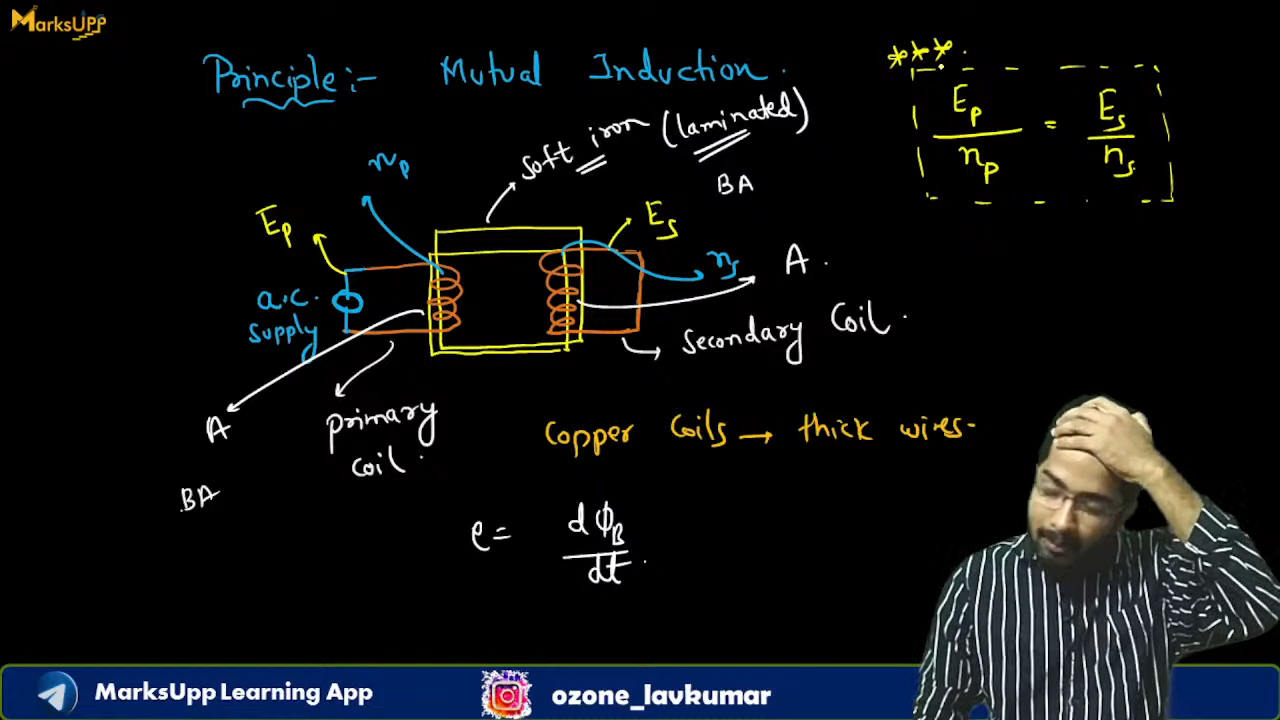 MarksUPP
Principle:- Mutual Induction.
***.
Ep/np = Es/ns
soft iron (laminated)
BA
np
Ep
Es
ns
A.
a.c. supply
secondary coil.
A
primary coil.
copper coils → thick wires-
BA
e = dϕB/dt.
MarksUpp Learning App
ozone_lavkumar